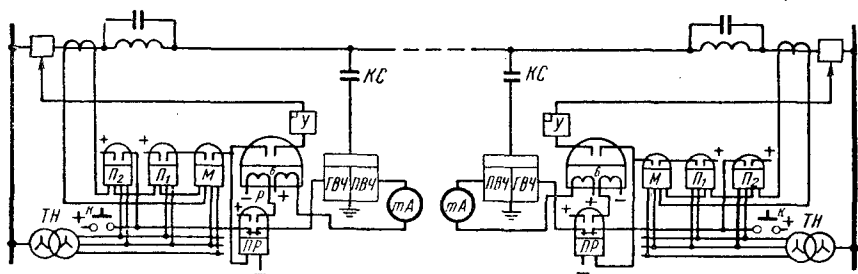 КС
КС
У
У
+
+
+
+
П₂
П₁
М
Б
Б
М
П₁
П₂
– Р +
+ –
ГВЧ
ПВЧ
mA
mA
ПВЧ
ГВЧ
ТН
+
К
+
ПР
+
ПР
К
+
ТН